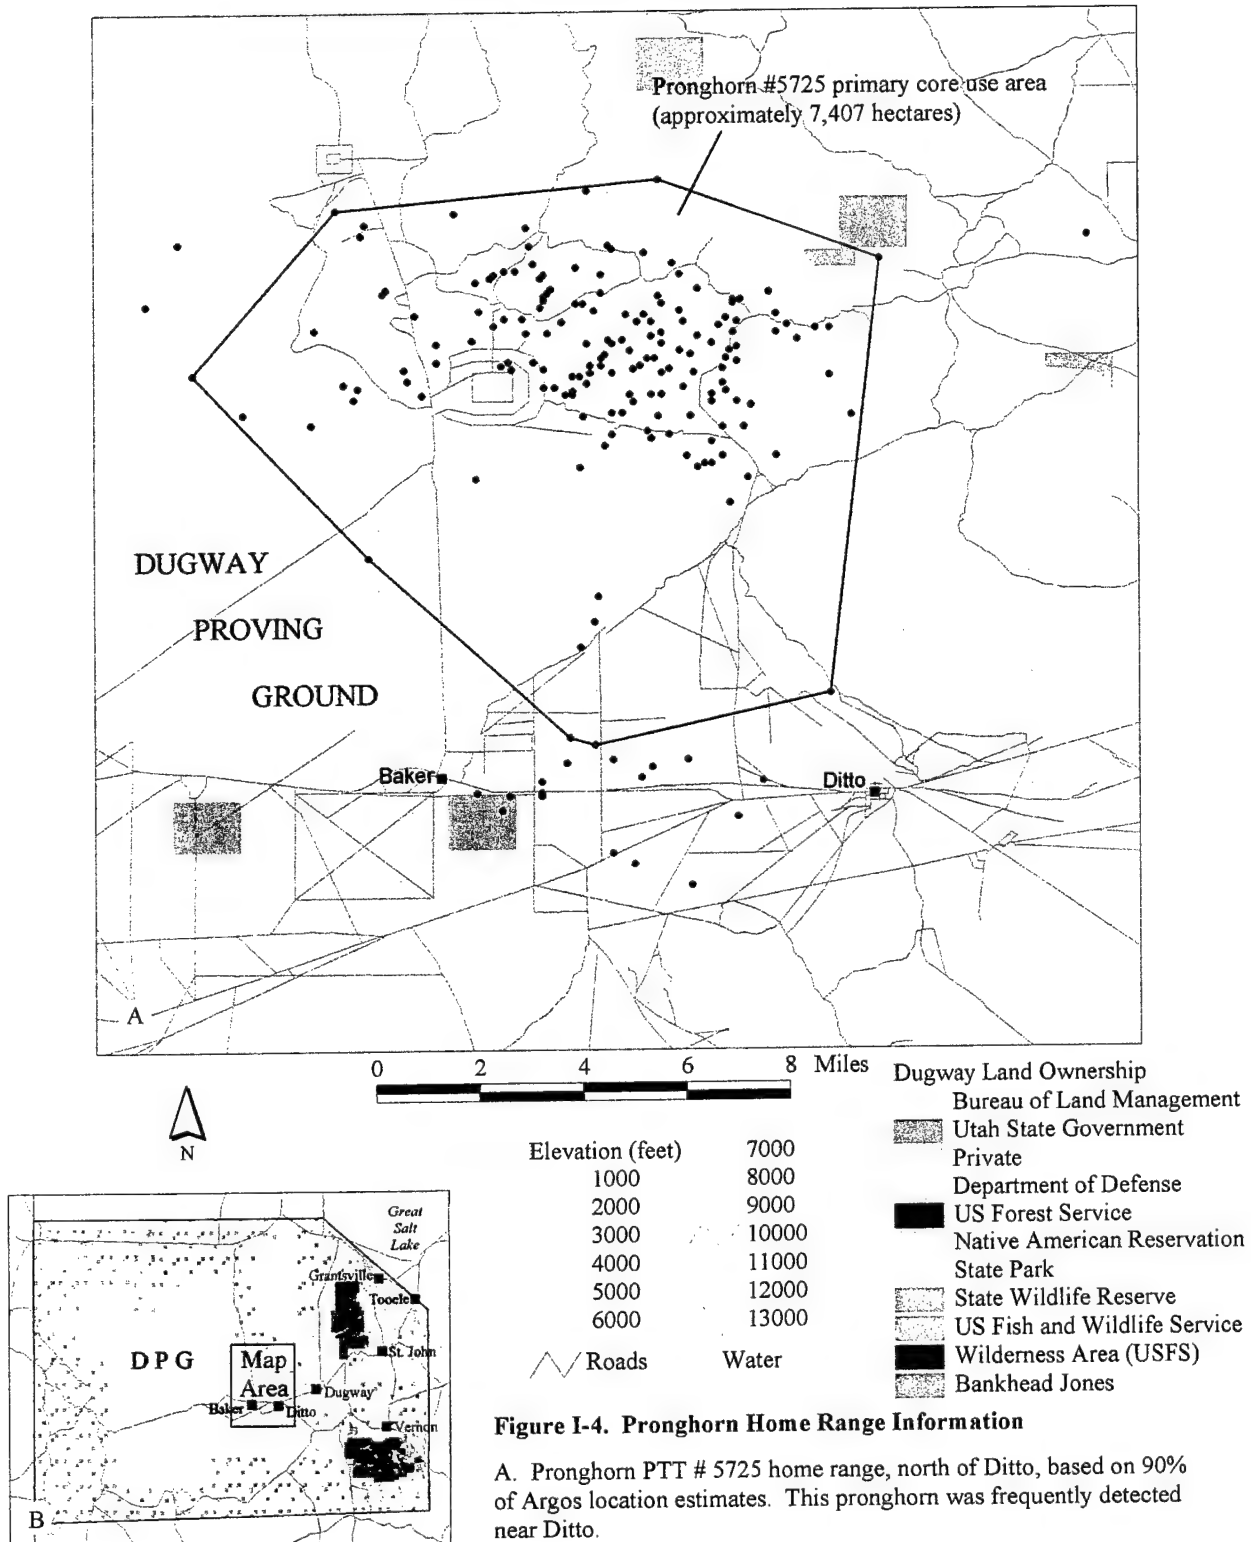 Pronghorn #5725 primary core use area
(approximately 7,407 hectares)
DUGWAY
PROVING
GROUND
Baker
Ditto
A
0 2 4 6 8 Miles
N
Dugway Land Ownership
Bureau of Land Management
Utah State Government
Private
Department of Defense
US Forest Service
Native American Reservation
State Park
State Wildlife Reserve
US Fish and Wildlife Service
Wilderness Area (USFS)
Bankhead Jones
Elevation (feet) 7000
1000 8000
2000 9000
3000 10000
4000 11000
5000 12000
6000 13000
Roads Water
Great
Salt
Lake
Grantsville
Tooele
St. John
DPG
Map
Area
Dugway
Baker
Ditto
Vernon
B
Figure I-4. Pronghorn Home Range Information
A. Pronghorn PTT # 5725 home range, north of Ditto, based on 90%
of Argos location estimates. This pronghorn was frequently detected
near Ditto.